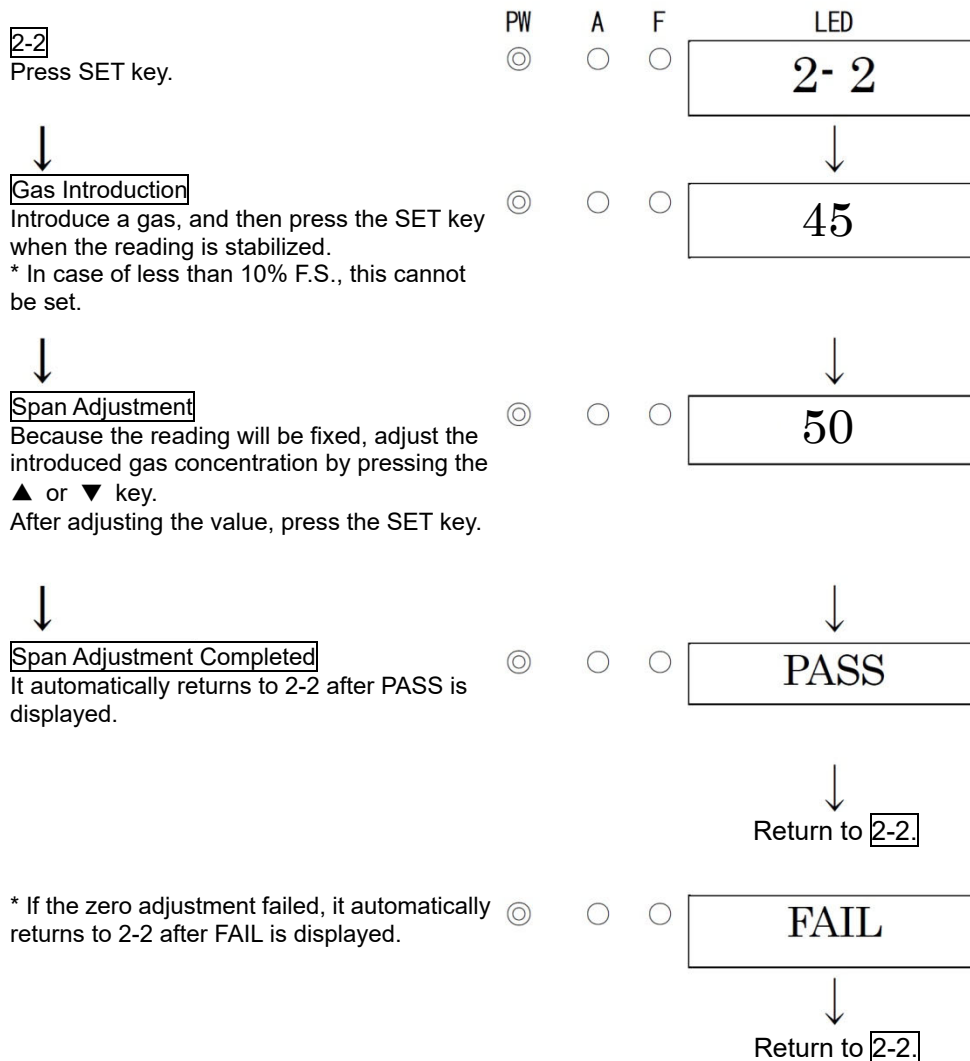 PW A F LED
2-2
Press SET key.
2- 2
↓ ↓
Gas Introduction
Introduce a gas, and then press the SET key
when the reading is stabilized.
* In case of less than 10% F.S., this cannot
be set.
45
↓ ↓
Span Adjustment
Because the reading will be fixed, adjust the
introduced gas concentration by pressing the
▲ or ▼ key.
After adjusting the value, press the SET key.
50
↓ ↓
Span Adjustment Completed
It automatically returns to 2-2 after PASS is
displayed.
PASS
↓
Return to 2-2.
* If the zero adjustment failed, it automatically
returns to 2-2 after FAIL is displayed.
FAIL
↓
Return to 2-2.